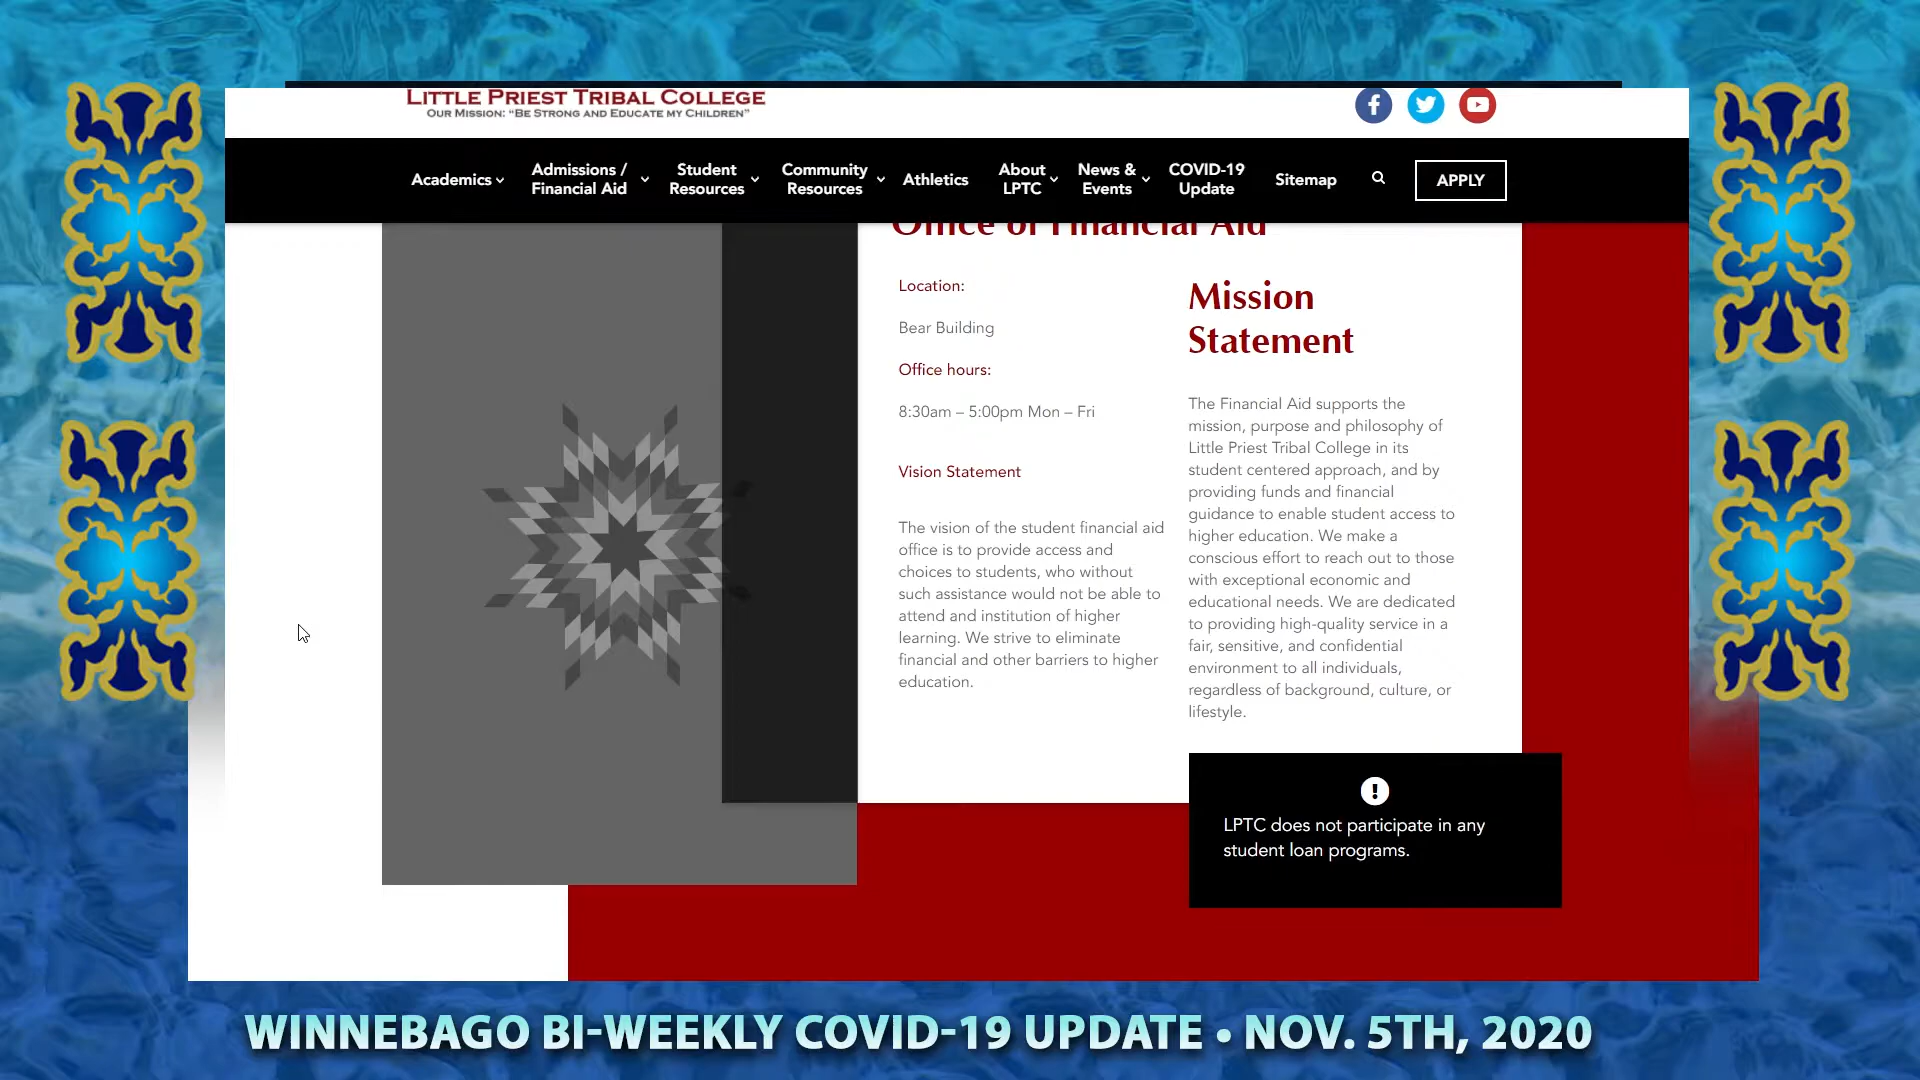 LITTLE PRIEST TRIBAL COLLEGE
OUR MISSION: “BE STRONG AND EDUCATE MY CHILDREN”
Academics
Admissions /
Financial Aid
Student
Resources
Community
Resources
Athletics
About
LPTC
News &
Events
COVID-19
Update
Sitemap
APPLY
Office of Financial Aid
Location:
Bear Building
Office hours:
8:30am – 5:00pm Mon – Fri
Vision Statement
The vision of the student financial aid
office is to provide access and
choices to students, who without
such assistance would not be able to
attend and institution of higher
learning. We strive to eliminate
financial and other barriers to higher
education.
Mission
Statement
The Financial Aid supports the
mission, purpose and philosophy of
Little Priest Tribal College in its
student centered approach, and by
providing funds and financial
guidance to enable student access to
higher education. We make a
conscious effort to reach out to those
with exceptional economic and
educational needs. We are dedicated
to providing high-quality service in a
fair, sensitive, and confidential
environment to all individuals,
regardless of background, culture, or
lifestyle.
LPTC does not participate in any
student loan programs.
WINNEBAGO BI-WEEKLY COVID-19 UPDATE • NOV. 5TH, 2020